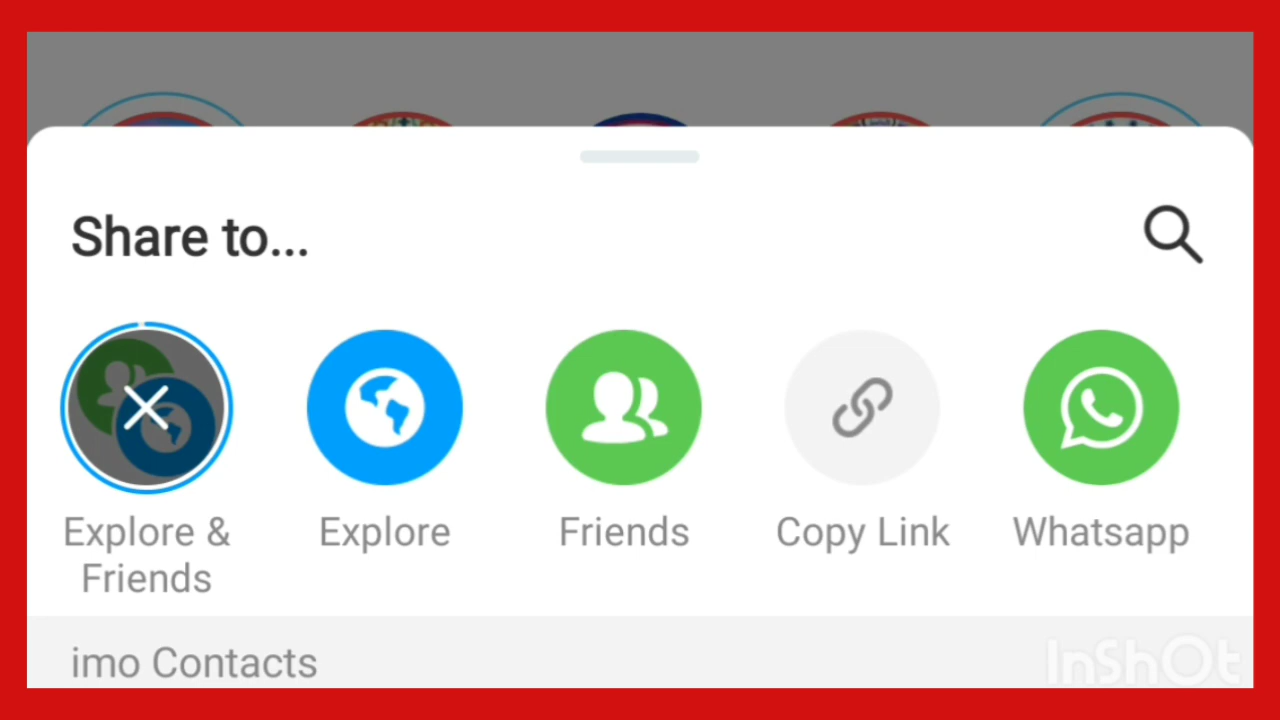 Share to...
Explore &
Friends
Explore
Friends
Copy Link
Whatsapp
imo Contacts
InShOt